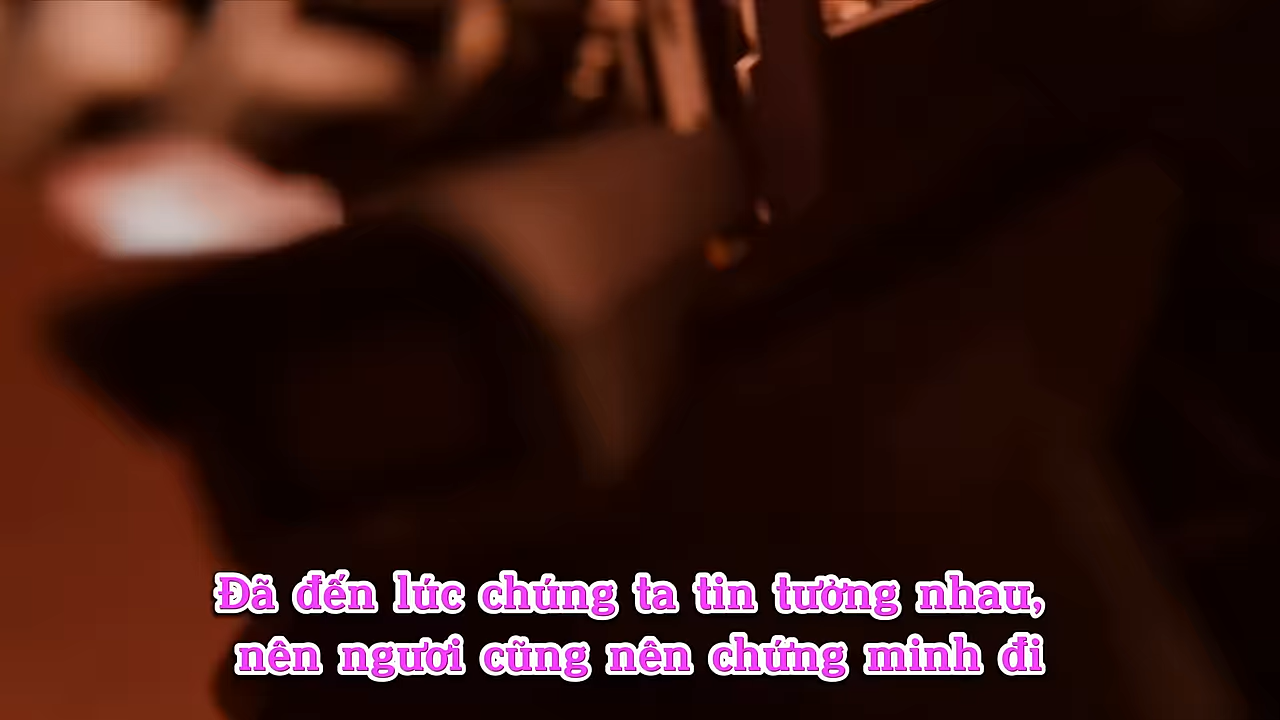 Đã đến lúc chúng ta tin tưởng nhau,
nên ngươi cũng nên chứng minh đi